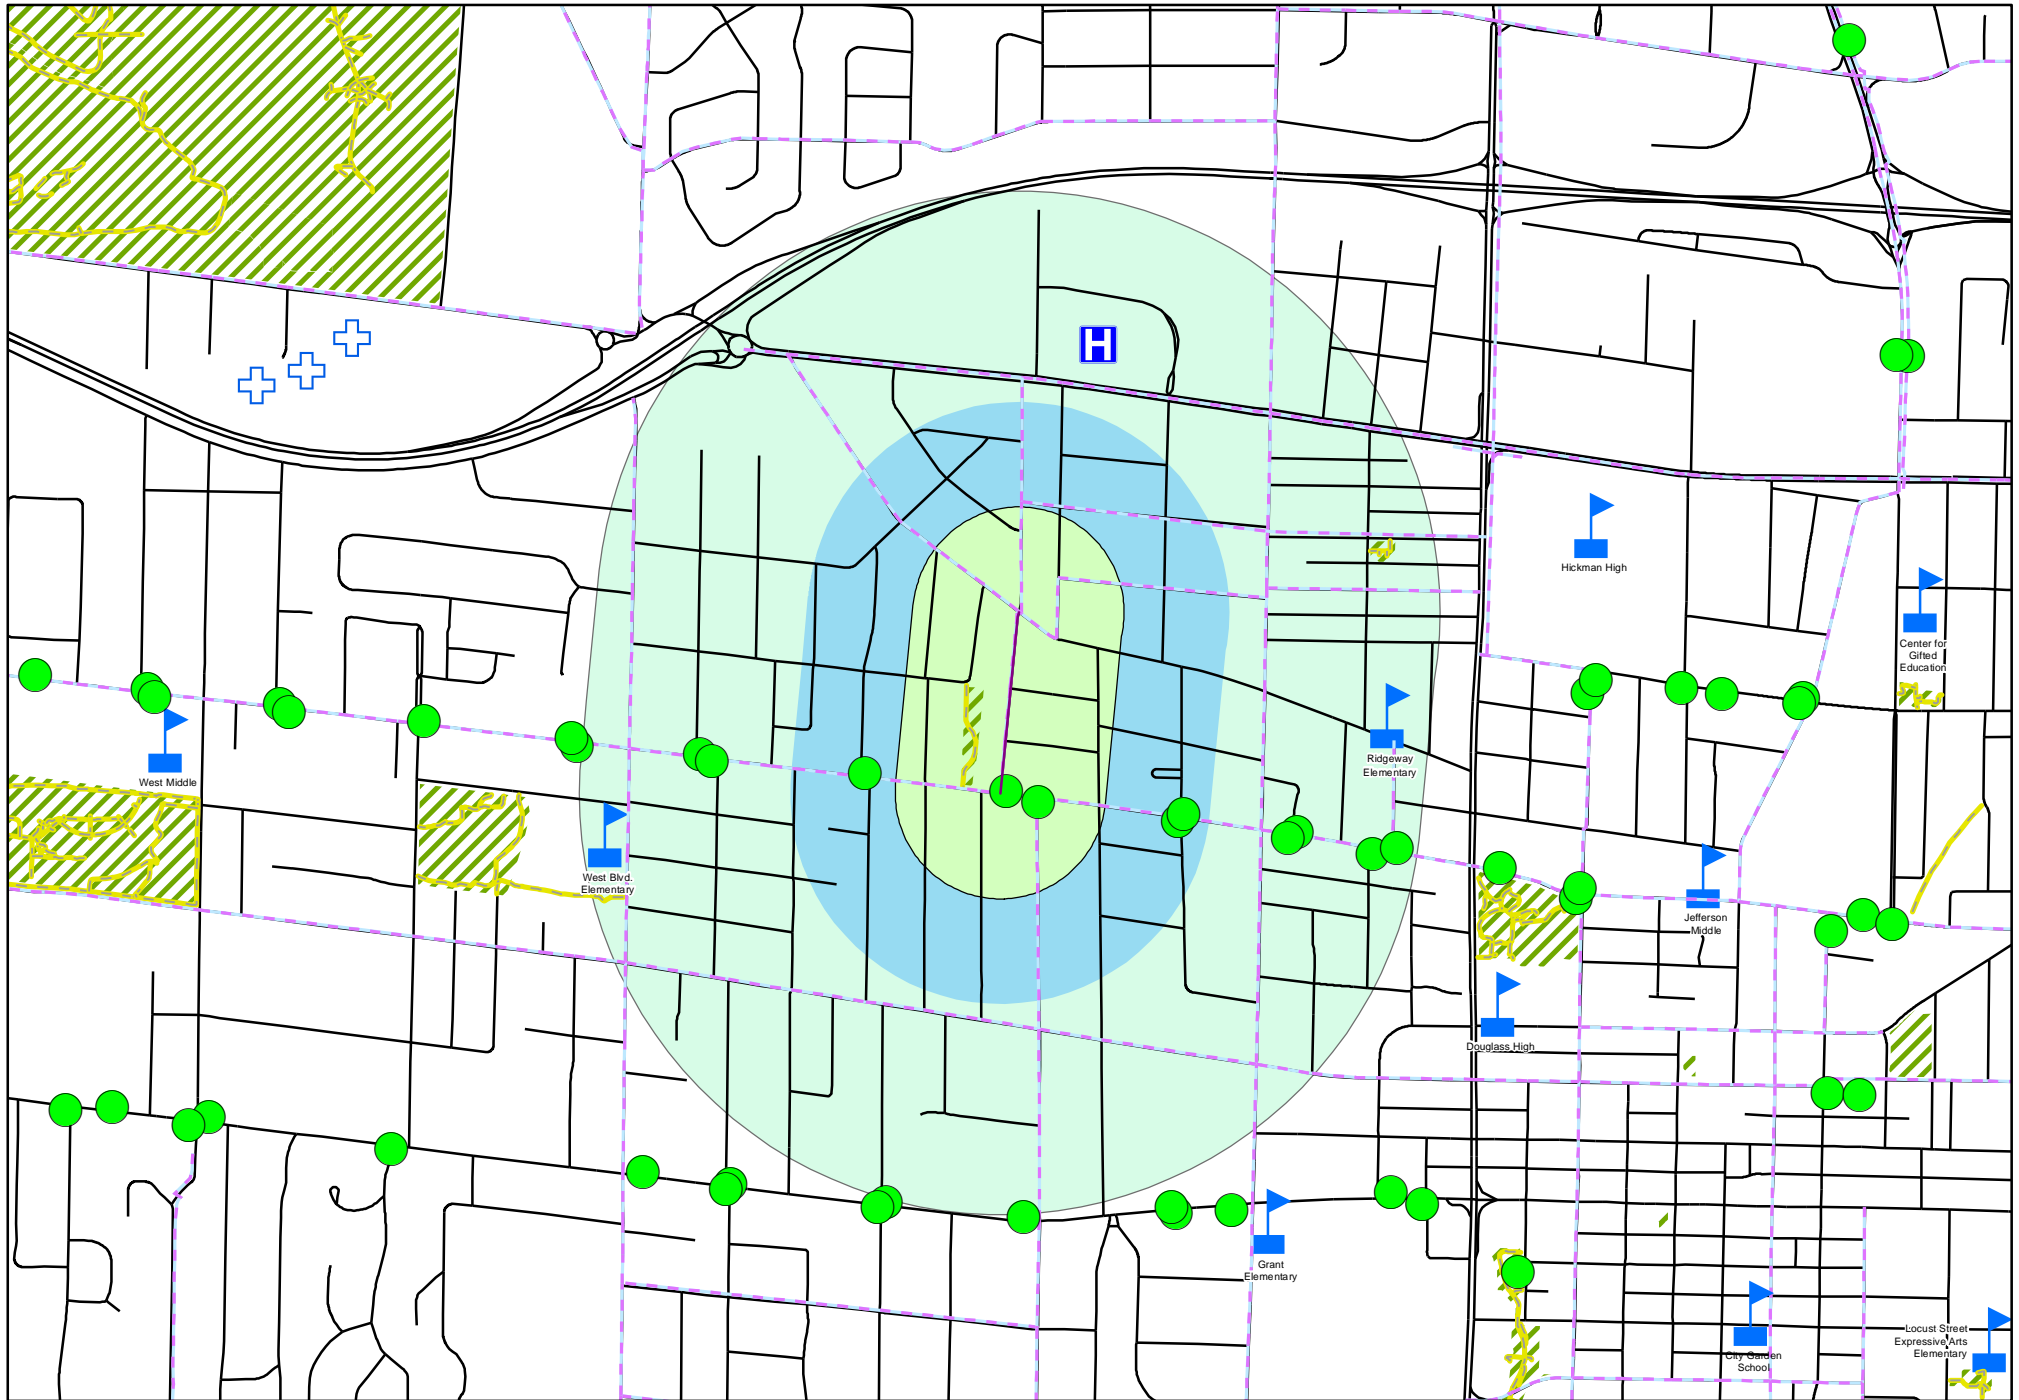 H
Hickman High
Center for
Gifted
Education
West Middle
Ridgeway
Elementary
West Blvd.
Elementary
Jefferson
Middle
Douglass High
Grant
Elementary
City Garden
School
Locust Street
Expressive Arts
Elementary